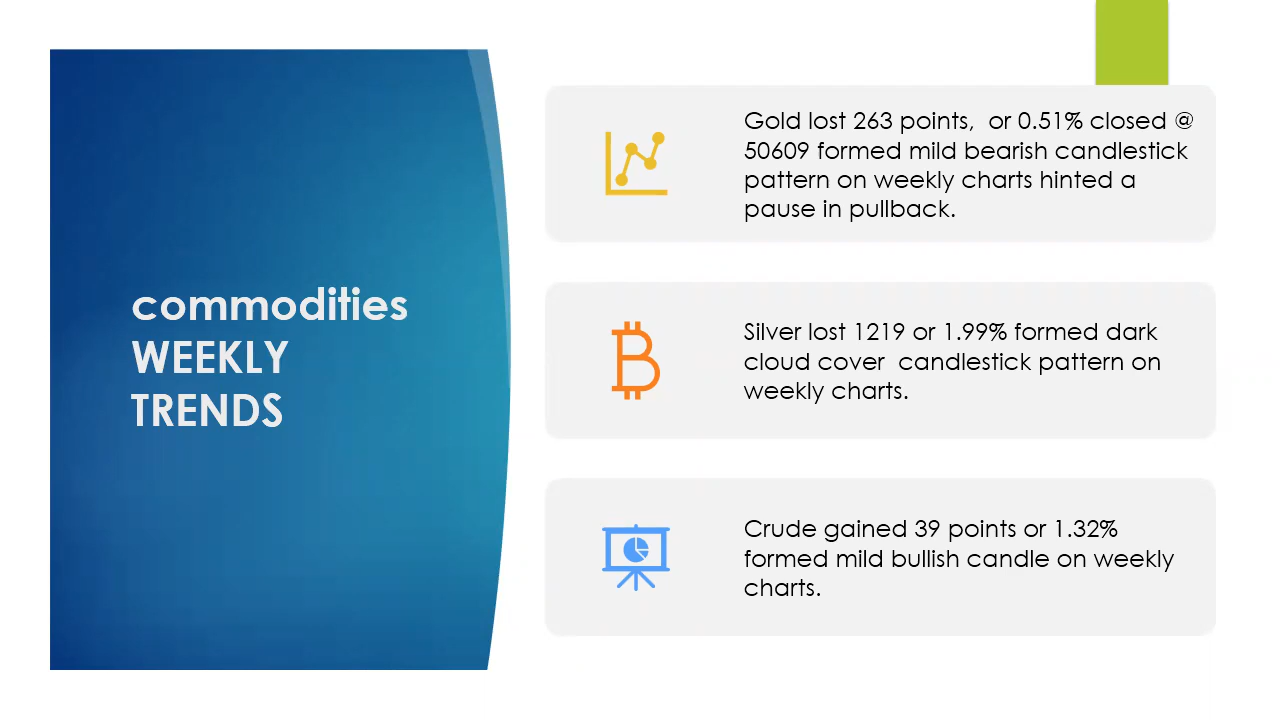 commodities
WEEKLY
TRENDS
Gold lost 263 points,  or 0.51% closed @
50609 formed mild bearish candlestick
pattern on weekly charts hinted a
pause in pullback.
Silver lost 1219 or 1.99% formed dark
cloud cover  candlestick pattern on
weekly charts.
Crude gained 39 points or 1.32%
formed mild bullish candle on weekly
charts.